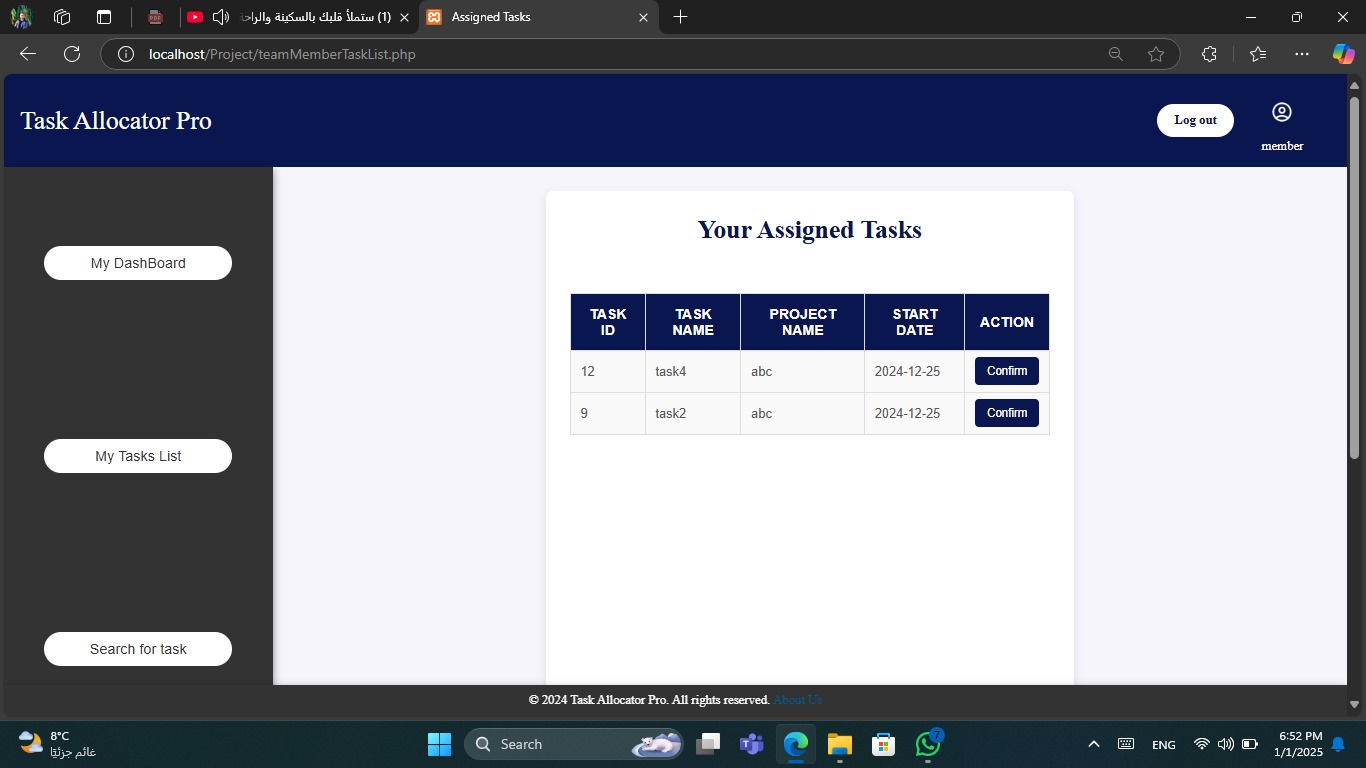 (1) ستملأ قلبك بالسكينة والراحة
Assigned Tasks
localhost/Project/teamMemberTaskList.php
Task Allocator Pro
Log out
member
My DashBoard
My Tasks List
Search for task
Your Assigned Tasks
TASK ID TASK NAME PROJECT NAME START DATE ACTION
12 task4 abc 2024-12-25 Confirm
9 task2 abc 2024-12-25 Confirm
© 2024 Task Allocator Pro. All rights reserved. About Us
8°C
غائم جزئيًا
Search
7
ENG
6:52 PM
1/1/2025